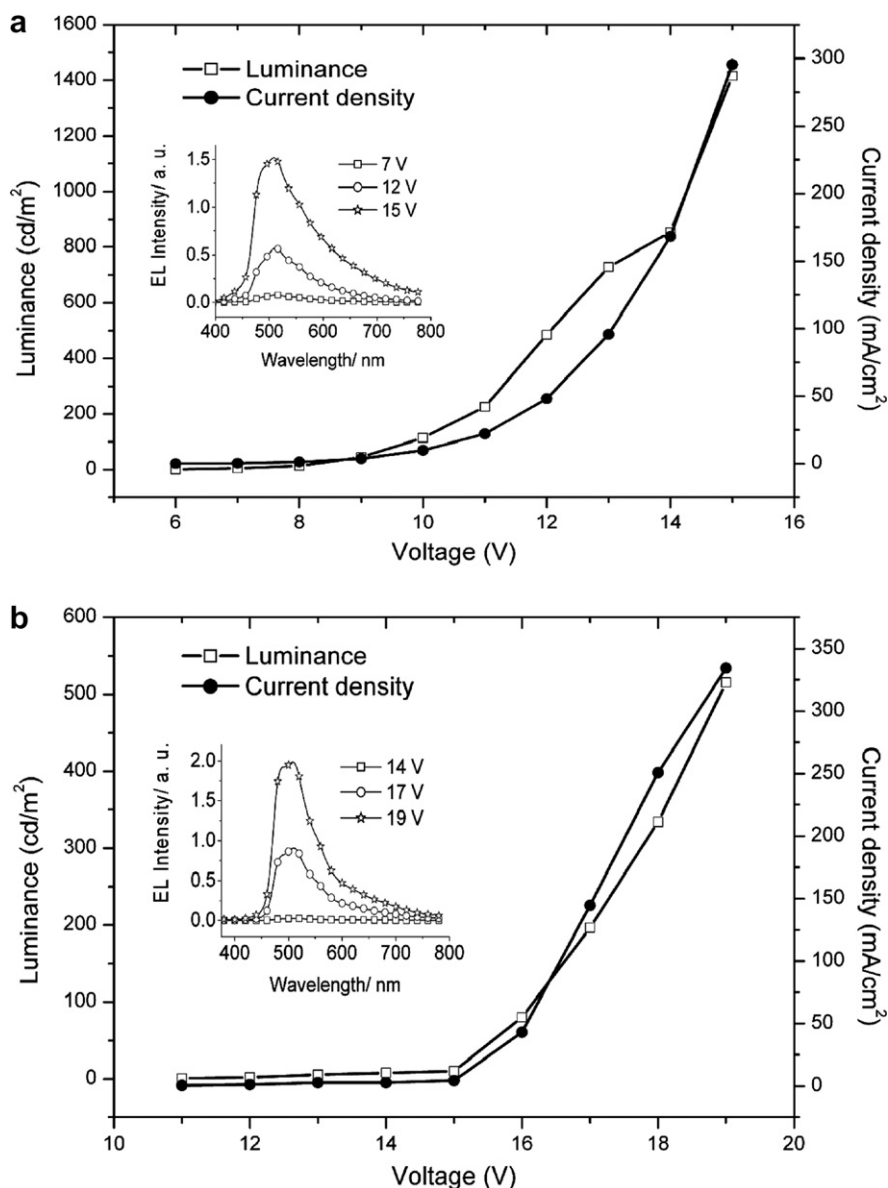 a
1600
1400
1200
1000
800
600
400
200
0
Luminance (cd/m²)
Luminance
Current density
300
250
200
150
100
50
0
Current density (mA/cm²)
6 8 10 12 14 16
Voltage (V)
EL Intensity/ a. u.
1.5
1.0
0.5
0.0
7 V
12 V
15 V
400 500 600 700 800
Wavelength/ nm
b
600
500
400
300
200
100
0
Luminance (cd/m²)
Luminance
Current density
350
300
250
200
150
100
50
0
Current density (mA/cm²)
10 12 14 16 18 20
Voltage (V)
EL Intensity/ a. u.
2.0
1.5
1.0
0.5
0.0
14 V
17 V
19 V
400 500 600 700 800
Wavelength/ nm